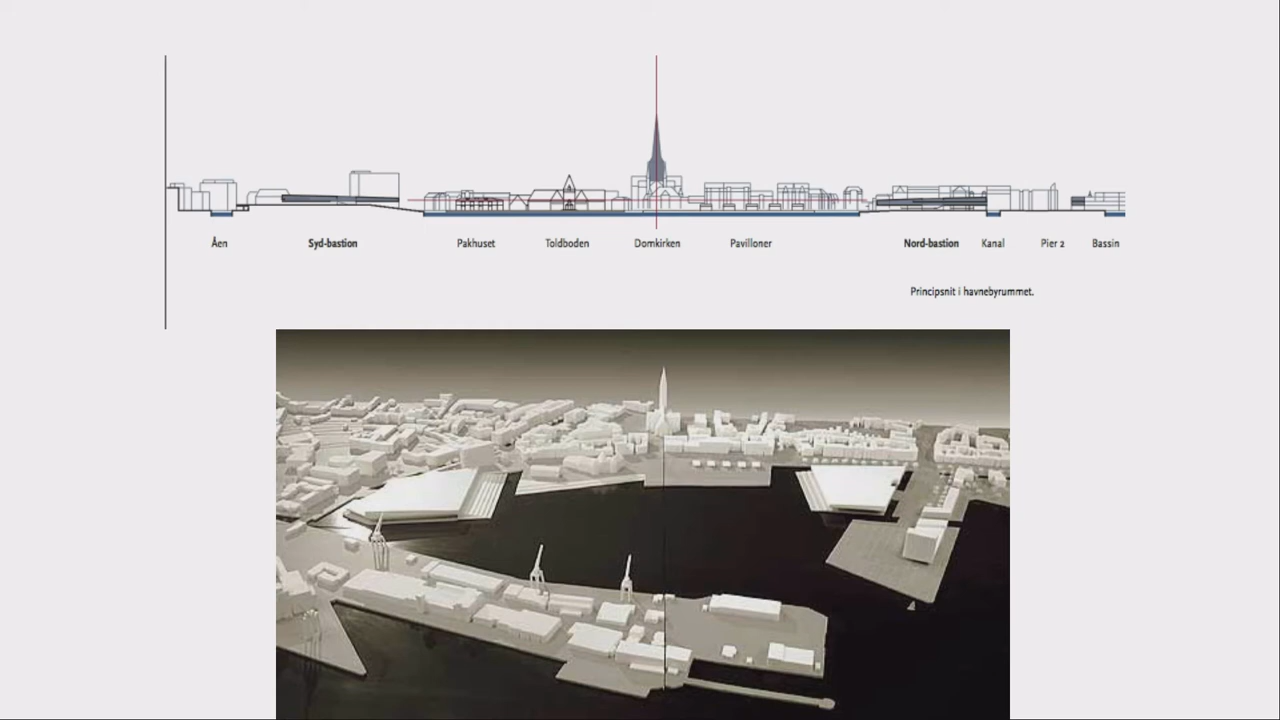 Åen Syd-bastion Pakhuset Toldboden Domkirken Pavilloner Nord-bastion Kanal Pier 2 Bassin
Principsnit i havnebyrummet.